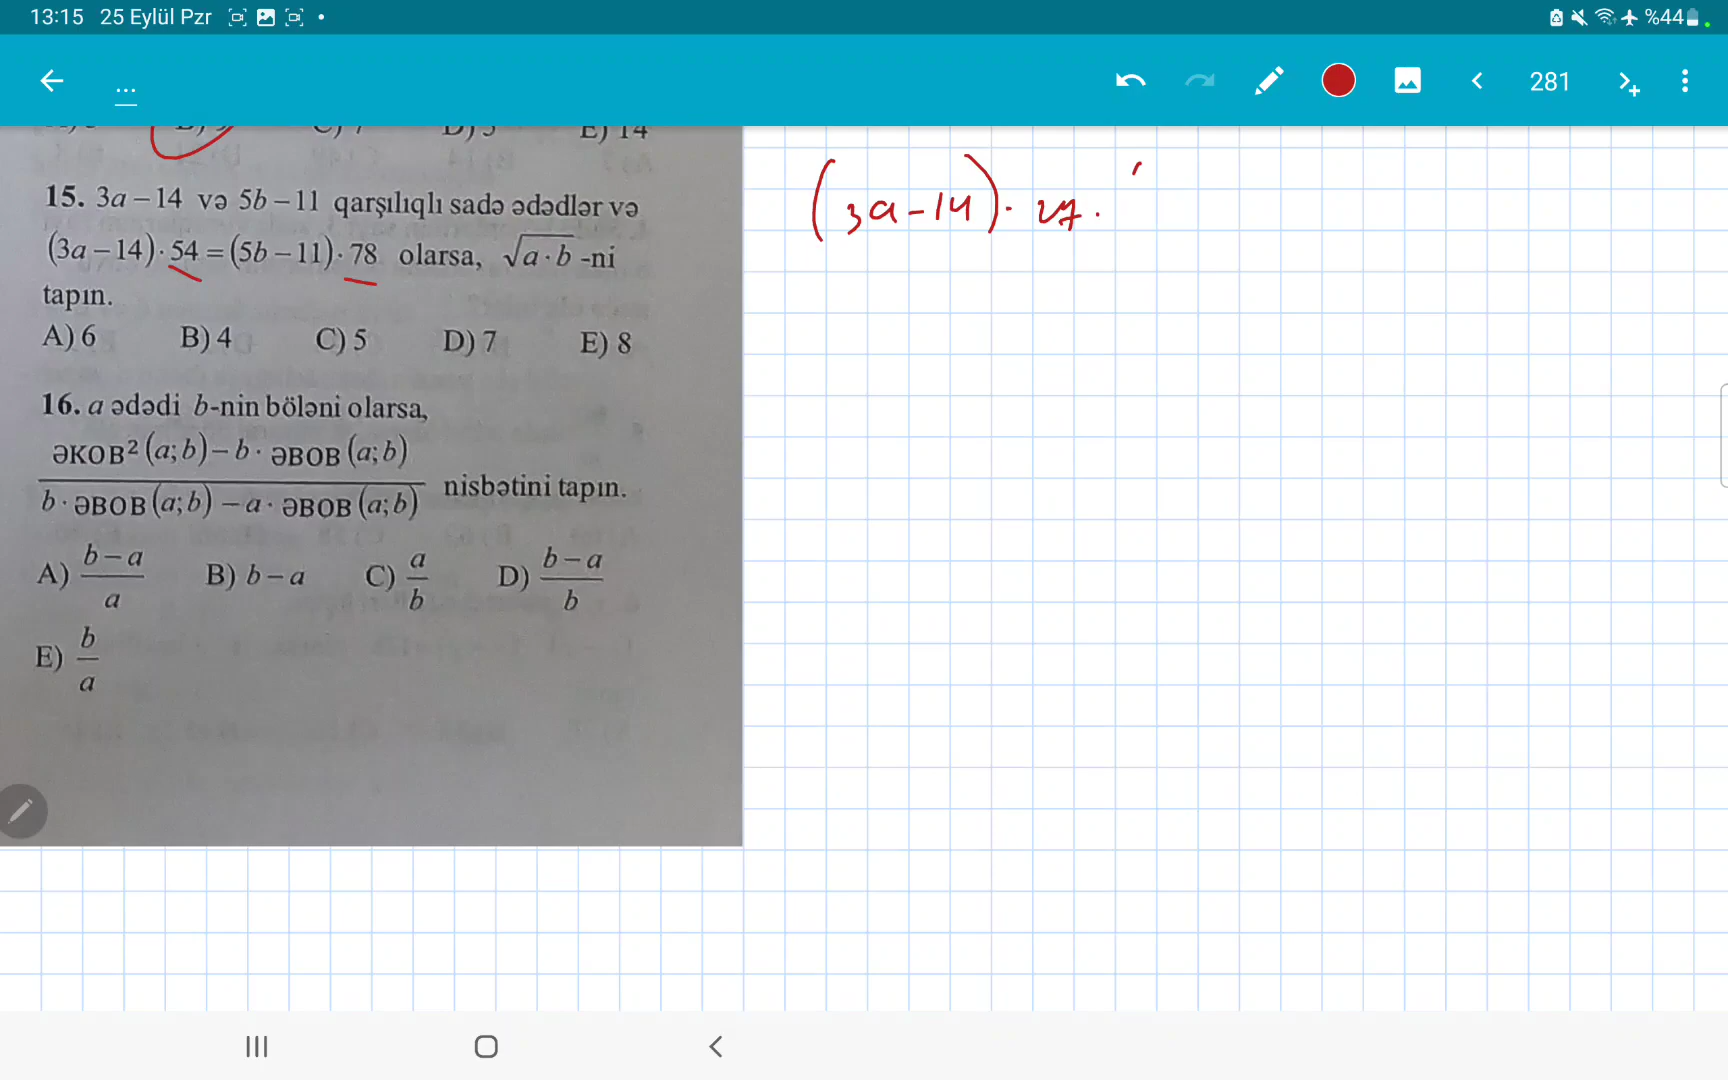 13:15 25 Eylül Pzr %44
...
281
E) 14
15. 3a – 14 və 5b – 11 qarşılıqlı sadə ədədlər və
(3a – 14) · 54 = (5b – 11) · 78 olarsa, √a · b -ni
tapın.
A) 6 B) 4 C) 5 D) 7 E) 8
16. a ədədi b-nin böləni olarsa,
ƏKOB² (a; b) – b · ƏBOB (a; b)
b · ƏBOB (a; b) – a · ƏBOB (a; b)
nisbətini tapın.
A) b – a / a B) b – a C) a / b D) b – a / b
E) b / a
(3a – 14) · 27 ·